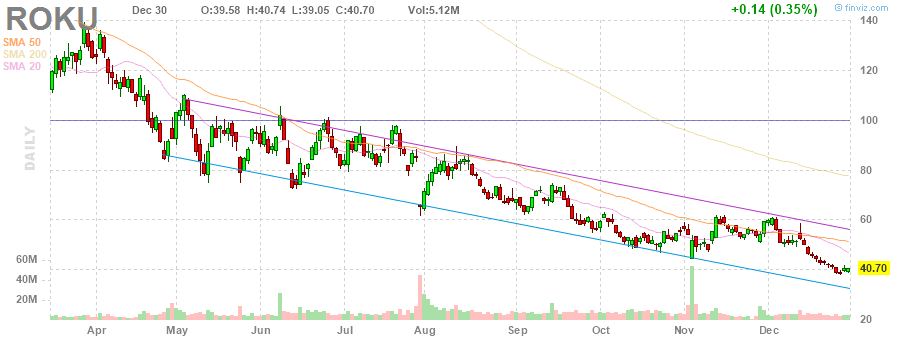 ROKU
Dec 30 O:39.58 H:40.74 L:39.05 C:40.70 Vol:5.12M +0.14 (0.35%) © finviz.com
SMA 50
SMA 200
SMA 20
DAILY
140
120
100
80
60
40.70
20
60M
40M
20M
Apr May Jun Jul Aug Sep Oct Nov Dec